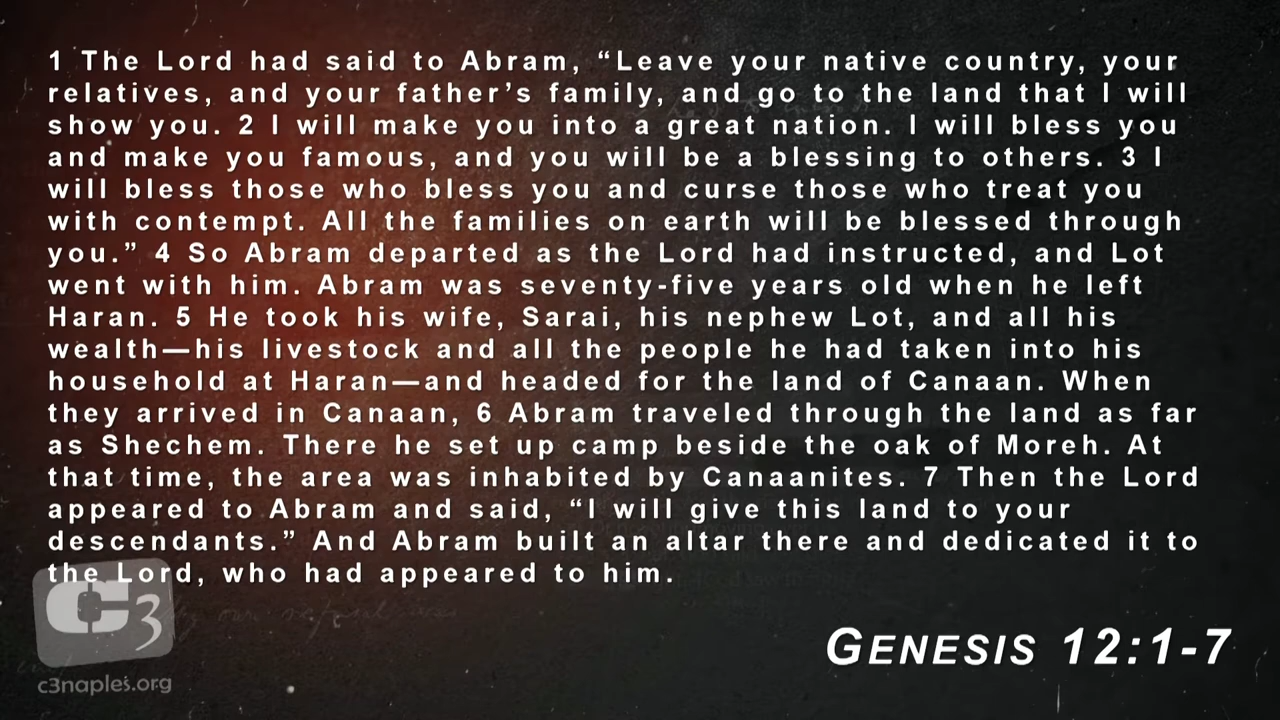 1 The Lord had said to Abram, “Leave your native country, your
relatives, and your father’s family, and go to the land that I will
show you. 2 I will make you into a great nation. I will bless you
and make you famous, and you will be a blessing to others. 3 I
will bless those who bless you and curse those who treat you
with contempt. All the families on earth will be blessed through
you.” 4 So Abram departed as the Lord had instructed, and Lot
went with him. Abram was seventy-five years old when he left
Haran. 5 He took his wife, Sarai, his nephew Lot, and all his
wealth—his livestock and all the people he had taken into his
household at Haran—and headed for the land of Canaan. When
they arrived in Canaan, 6 Abram traveled through the land as far
as Shechem. There he set up camp beside the oak of Moreh. At
that time, the area was inhabited by Canaanites. 7 Then the Lord
appeared to Abram and said, “I will give this land to your
descendants.” And Abram built an altar there and dedicated it to
the Lord, who had appeared to him.
C3
GENESIS 12:1-7
c3naples.org